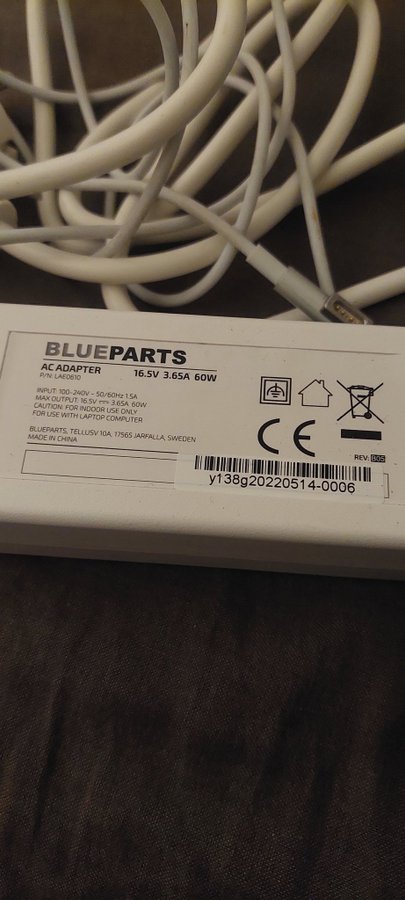 BLUEPARTS
AC ADAPTER 16.5V 3.65A 60W
P/N: LAE0610
INPUT: 100-240V ~ 50/60Hz 1.5A
MAX OUTPUT: 16.5V ⎓ 3.65A 60W
CAUTION: FOR INDOOR USE ONLY
FOR USE WITH LAPTOP COMPUTER
BLUEPARTS, TELLUSV 10A, 17565 JARFALLA, SWEDEN
MADE IN CHINA
CE
REV: B05
y138g20220514-0006